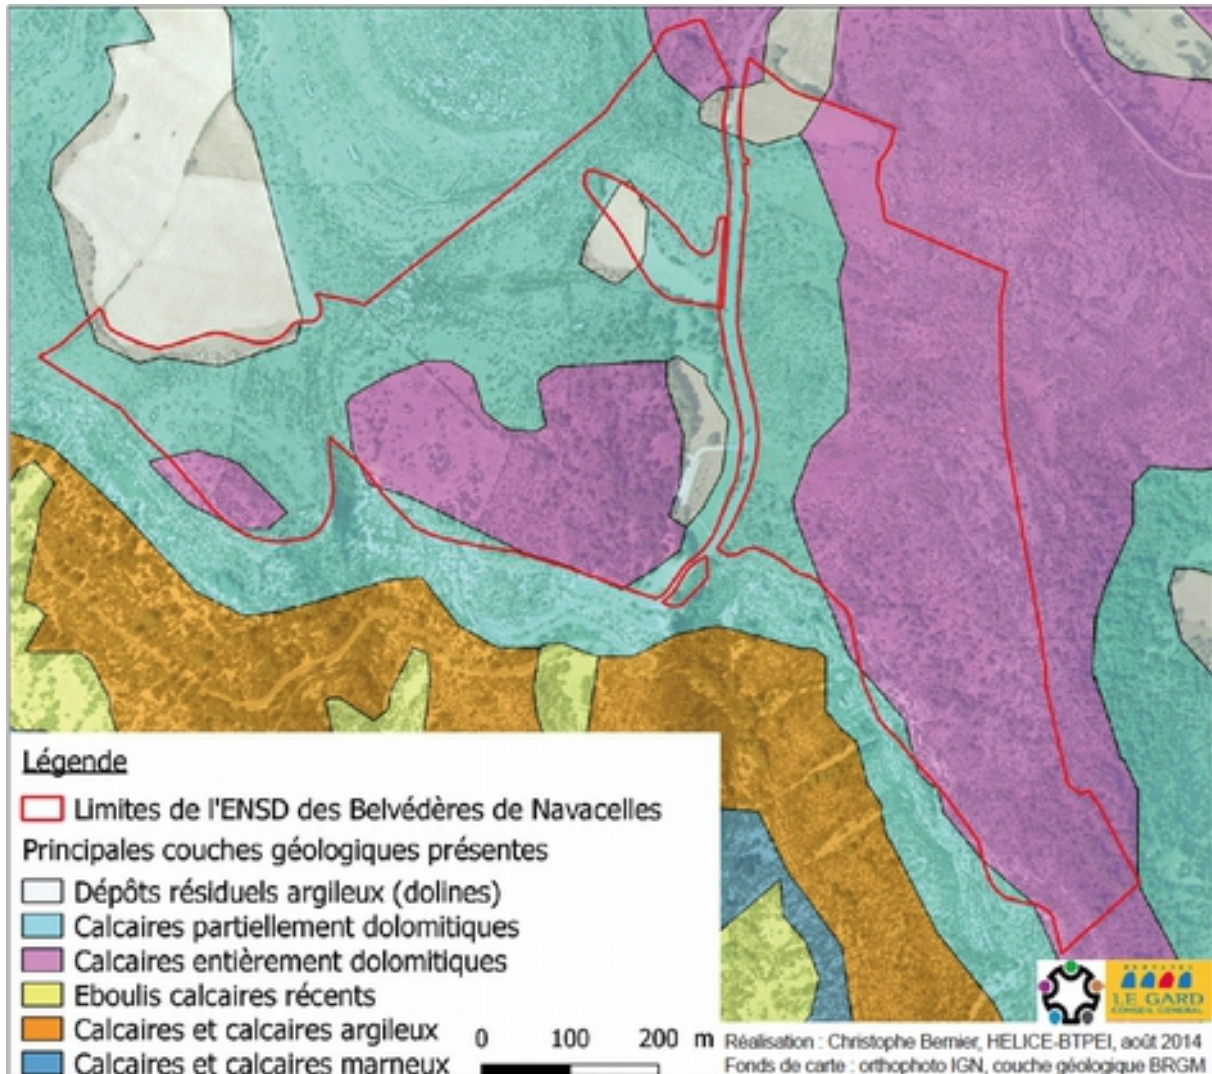 Légende
Limites de l'ENSD des Belvédères de Navacelles
Principales couches géologiques présentes
Dépôts résiduels argileux (dolines)
Calcaires partiellement dolomitiques
Calcaires entièrement dolomitiques
Eboulis calcaires récents
Calcaires et calcaires argileux
Calcaires et calcaires marneux
0 100 200 m
LE GARD
CONSEIL GENERAL
Réalisation : Christophe Bernier, HELICE-BTPEI, août 2014
Fonds de carte : orthophoto IGN, couche géologique BRGM